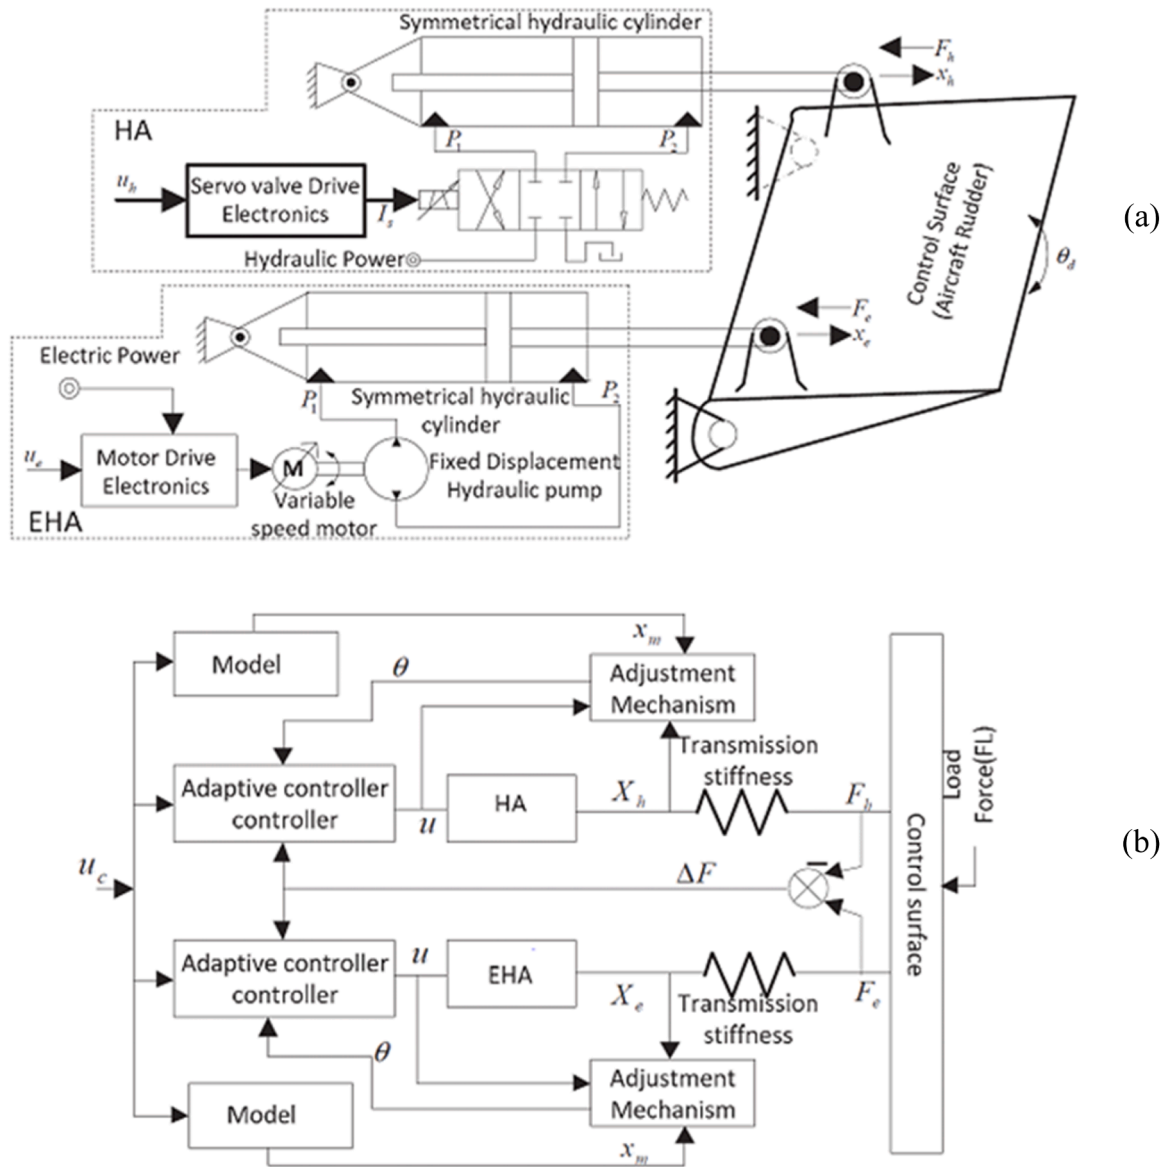 Symmetrical hydraulic cylinder
F_h
x_h
HA
P_1
P_2
u_h
Servo valve Drive
Electronics
I_s
Hydraulic Power
Control Surface
(Aircraft Rudder)
θ_d
(a)
F_e
x_e
Electric Power
P_1
Symmetrical hydraulic
cylinder
P_2
u_e
Motor Drive
Electronics
M
Fixed Displacement
Hydraulic pump
Variable
speed motor
EHA
x_m
Model
θ
Adjustment
Mechanism
Transmission
stiffness
Adaptive controller
controller
u
HA
X_h
F_h
Load
Force(FL)
Control surface
(b)
u_c
ΔF
−
Adaptive controller
controller
u
EHA
X_e
F_e
Transmission
stiffness
θ
Adjustment
Mechanism
Model
x_m